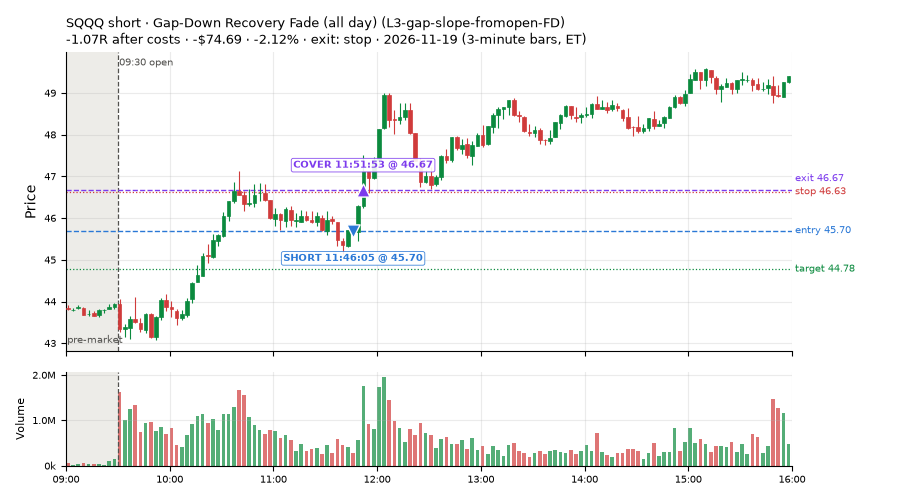 SQQQ short · Gap-Down Recovery Fade (all day) (L3-gap-slope-fromopen-FD)
-1.07R after costs · -$74.69 · -2.12% · exit: stop · 2026-11-19 (3-minute bars, ET)
09:30 open
49
48
47
46
45
44
43
Price
COVER 11:51:53 @ 46.67
SHORT 11:46:05 @ 45.70
exit 46.67
stop 46.63
entry 45.70
target 44.78
pre-market
2.0M
1.0M
0k
Volume
09:00
10:00
11:00
12:00
13:00
14:00
15:00
16:00